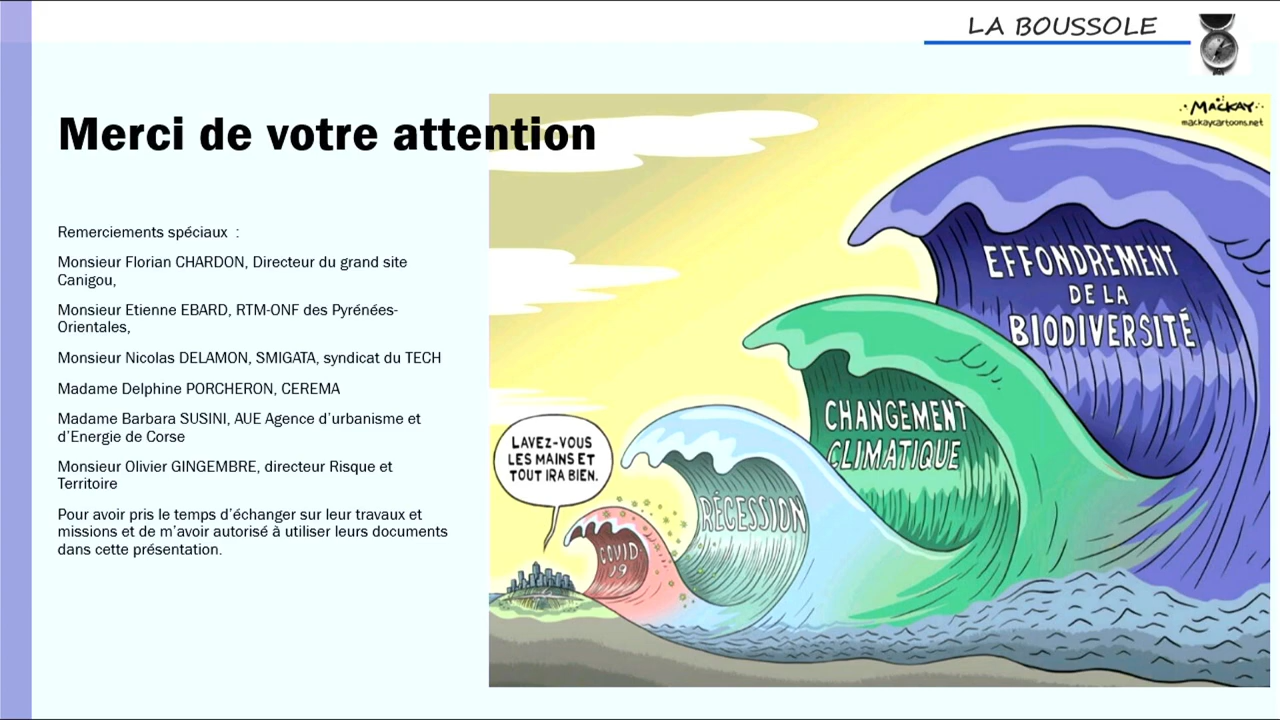 LA BOUSSOLE
Merci de votre attention
Remerciements spéciaux  :
Monsieur Florian CHARDON, Directeur du grand site
Canigou,
Monsieur Etienne EBARD, RTM-ONF des Pyrénées-
Orientales,
Monsieur Nicolas DELAMON, SMIGATA, syndicat du TECH
Madame Delphine PORCHERON, CEREMA
Madame Barbara SUSINI, AUE Agence d’urbanisme et
d’Energie de Corse
Monsieur Olivier GINGEMBRE, directeur Risque et
Territoire
Pour avoir pris le temps d’échanger sur leur travaux et
missions et de m’avoir autorisé à utiliser leurs documents
dans cette présentation.
MACKAY
mackaycartoons.net
EFFONDREMENT
DE LA
BIODIVERSITÉ
CHANGEMENT
CLIMATIQUE
RÉCESSION
COVID
19
LAVEZ-VOUS
LES MAINS ET
TOUT IRA BIEN.